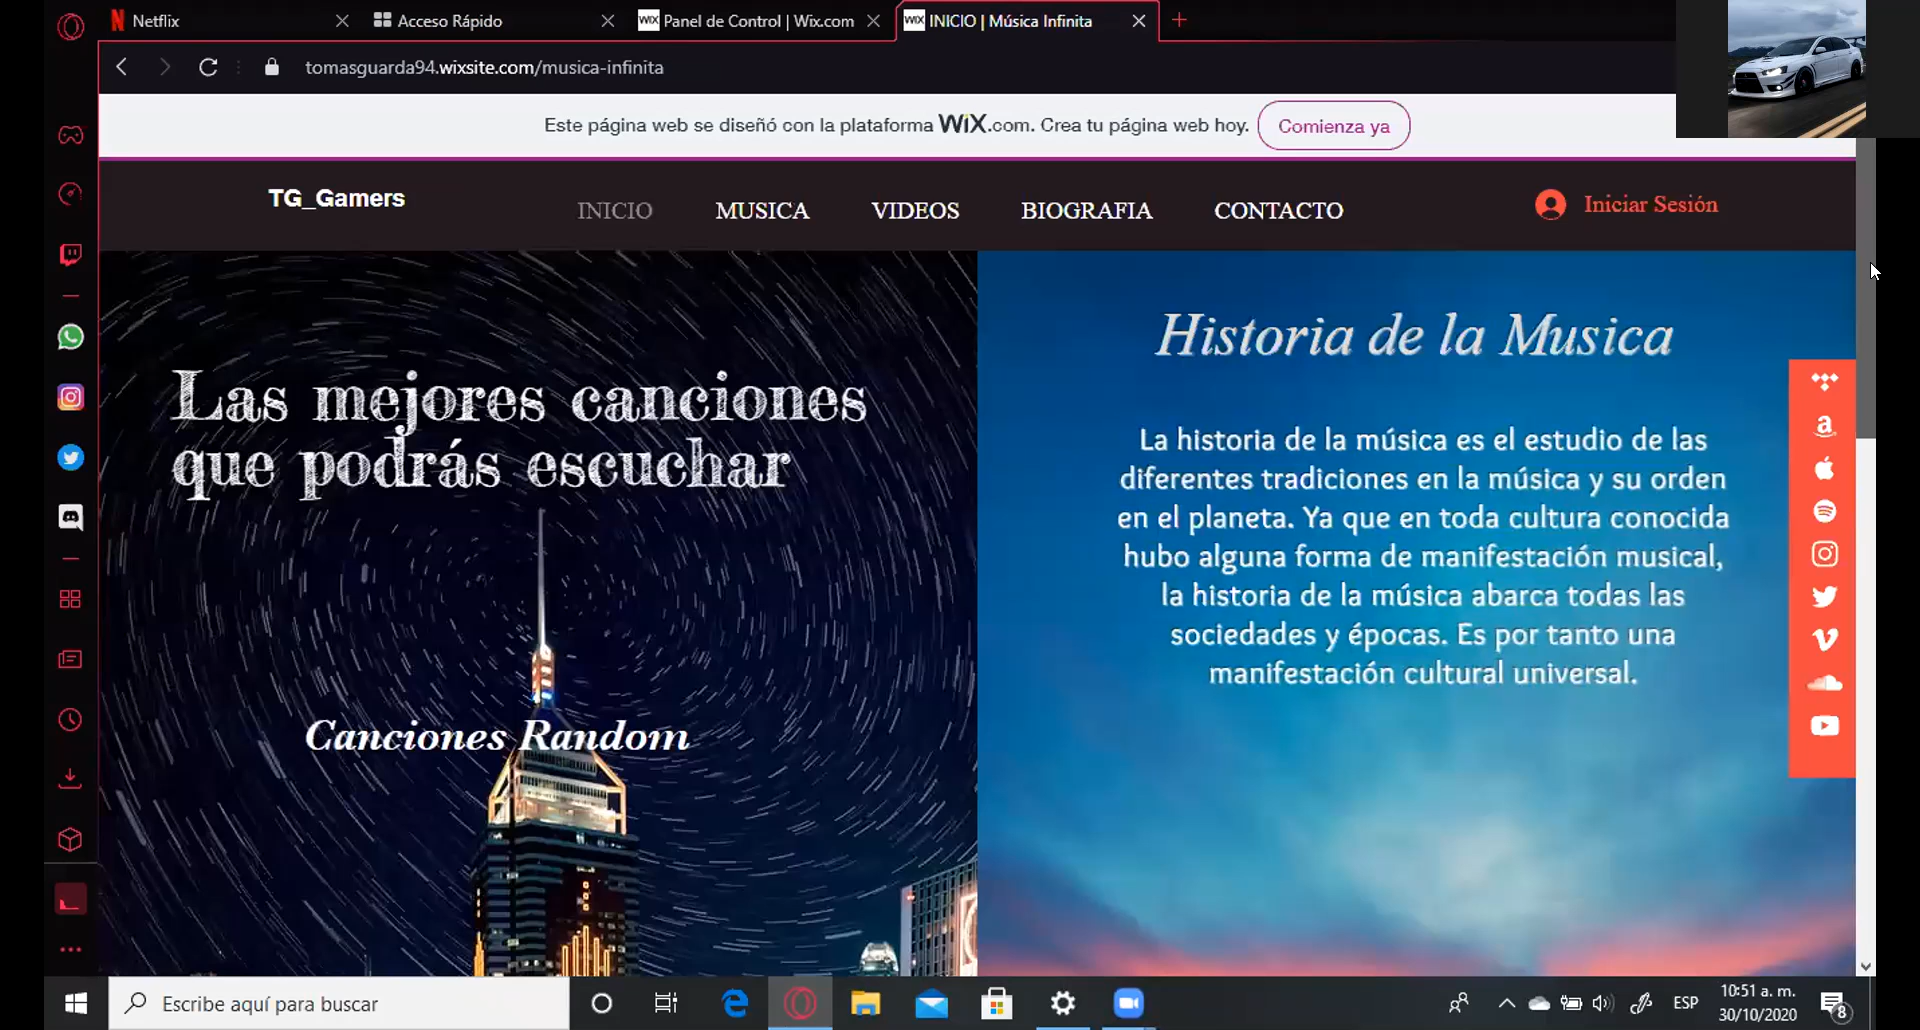 Netflix
Acceso Rápido
WIX Panel de Control | Wix.com
WIX INICIO | Música Infinita
tomasguarda94.wixsite.com/musica-infinita
Este página web se diseñó con la plataforma WiX.com. Crea tu página web hoy.
Comienza ya
TG_Gamers
INICIO
MUSICA
VIDEOS
BIOGRAFIA
CONTACTO
Iniciar Sesión
Las mejores canciones
que podrás escuchar
Canciones Random
Historia de la Musica
La historia de la música es el estudio de las
diferentes tradiciones en la música y su orden
en el planeta. Ya que en toda cultura conocida
hubo alguna forma de manifestación musical,
la historia de la música abarca todas las
sociedades y épocas. Es por tanto una
manifestación cultural universal.
Escribe aquí para buscar
ESP
10:51 a. m.
30/10/2020
8